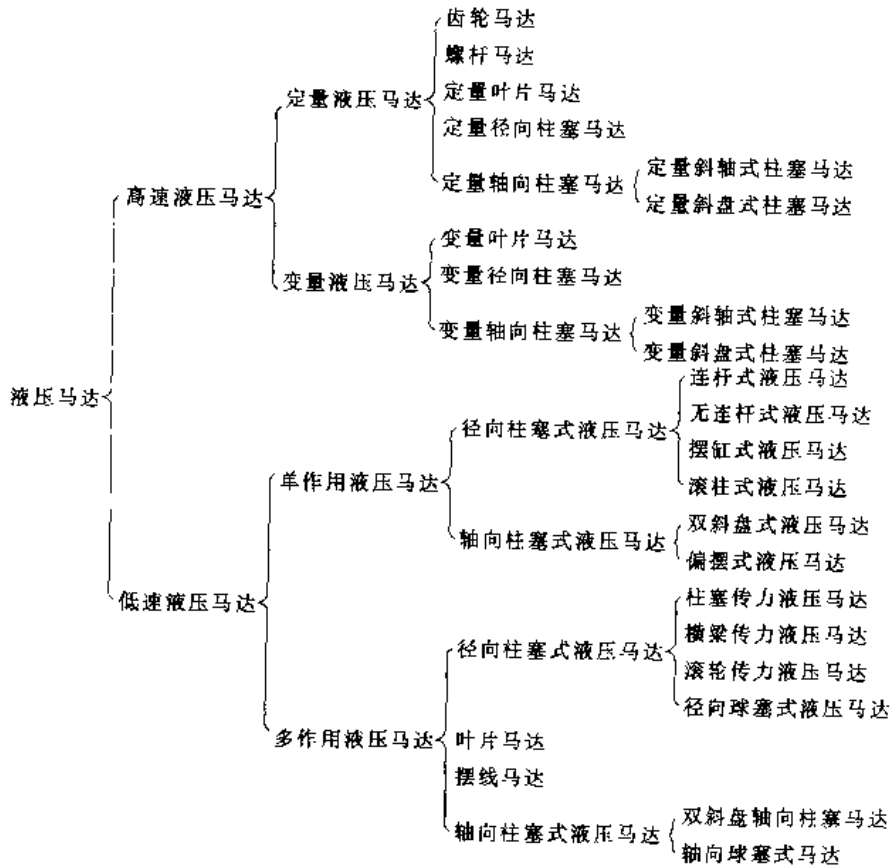 齿轮马达
螺杆马达
定量液压马达
定量叶片马达
定量径向柱塞马达
定量轴向柱塞马达
定量斜轴式柱塞马达
定量斜盘式柱塞马达
高速液压马达
变量叶片马达
变量液压马达
变量径向柱塞马达
变量轴向柱塞马达
变量斜轴式柱塞马达
变量斜盘式柱塞马达
液压马达
连杆式液压马达
径向柱塞式液压马达
无连杆式液压马达
摆缸式液压马达
滚柱式液压马达
单作用液压马达
轴向柱塞式液压马达
双斜盘式液压马达
偏摆式液压马达
低速液压马达
柱塞传力液压马达
径向柱塞式液压马达
横梁传力液压马达
滚轮传力液压马达
径向球塞式液压马达
多作用液压马达
叶片马达
摆线马达
轴向柱塞式液压马达
双斜盘轴向柱塞马达
轴向球塞式马达